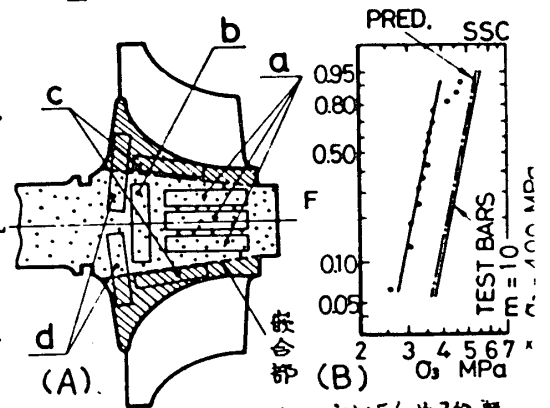 b
a
c
F
d
嵌合部
(A)
PRED.
SSC
0.95
0.80
0.50
0.10
0.05
TEST BARS
m = 10
2 3 4 5 6 7
σ₃ MPa
(B)